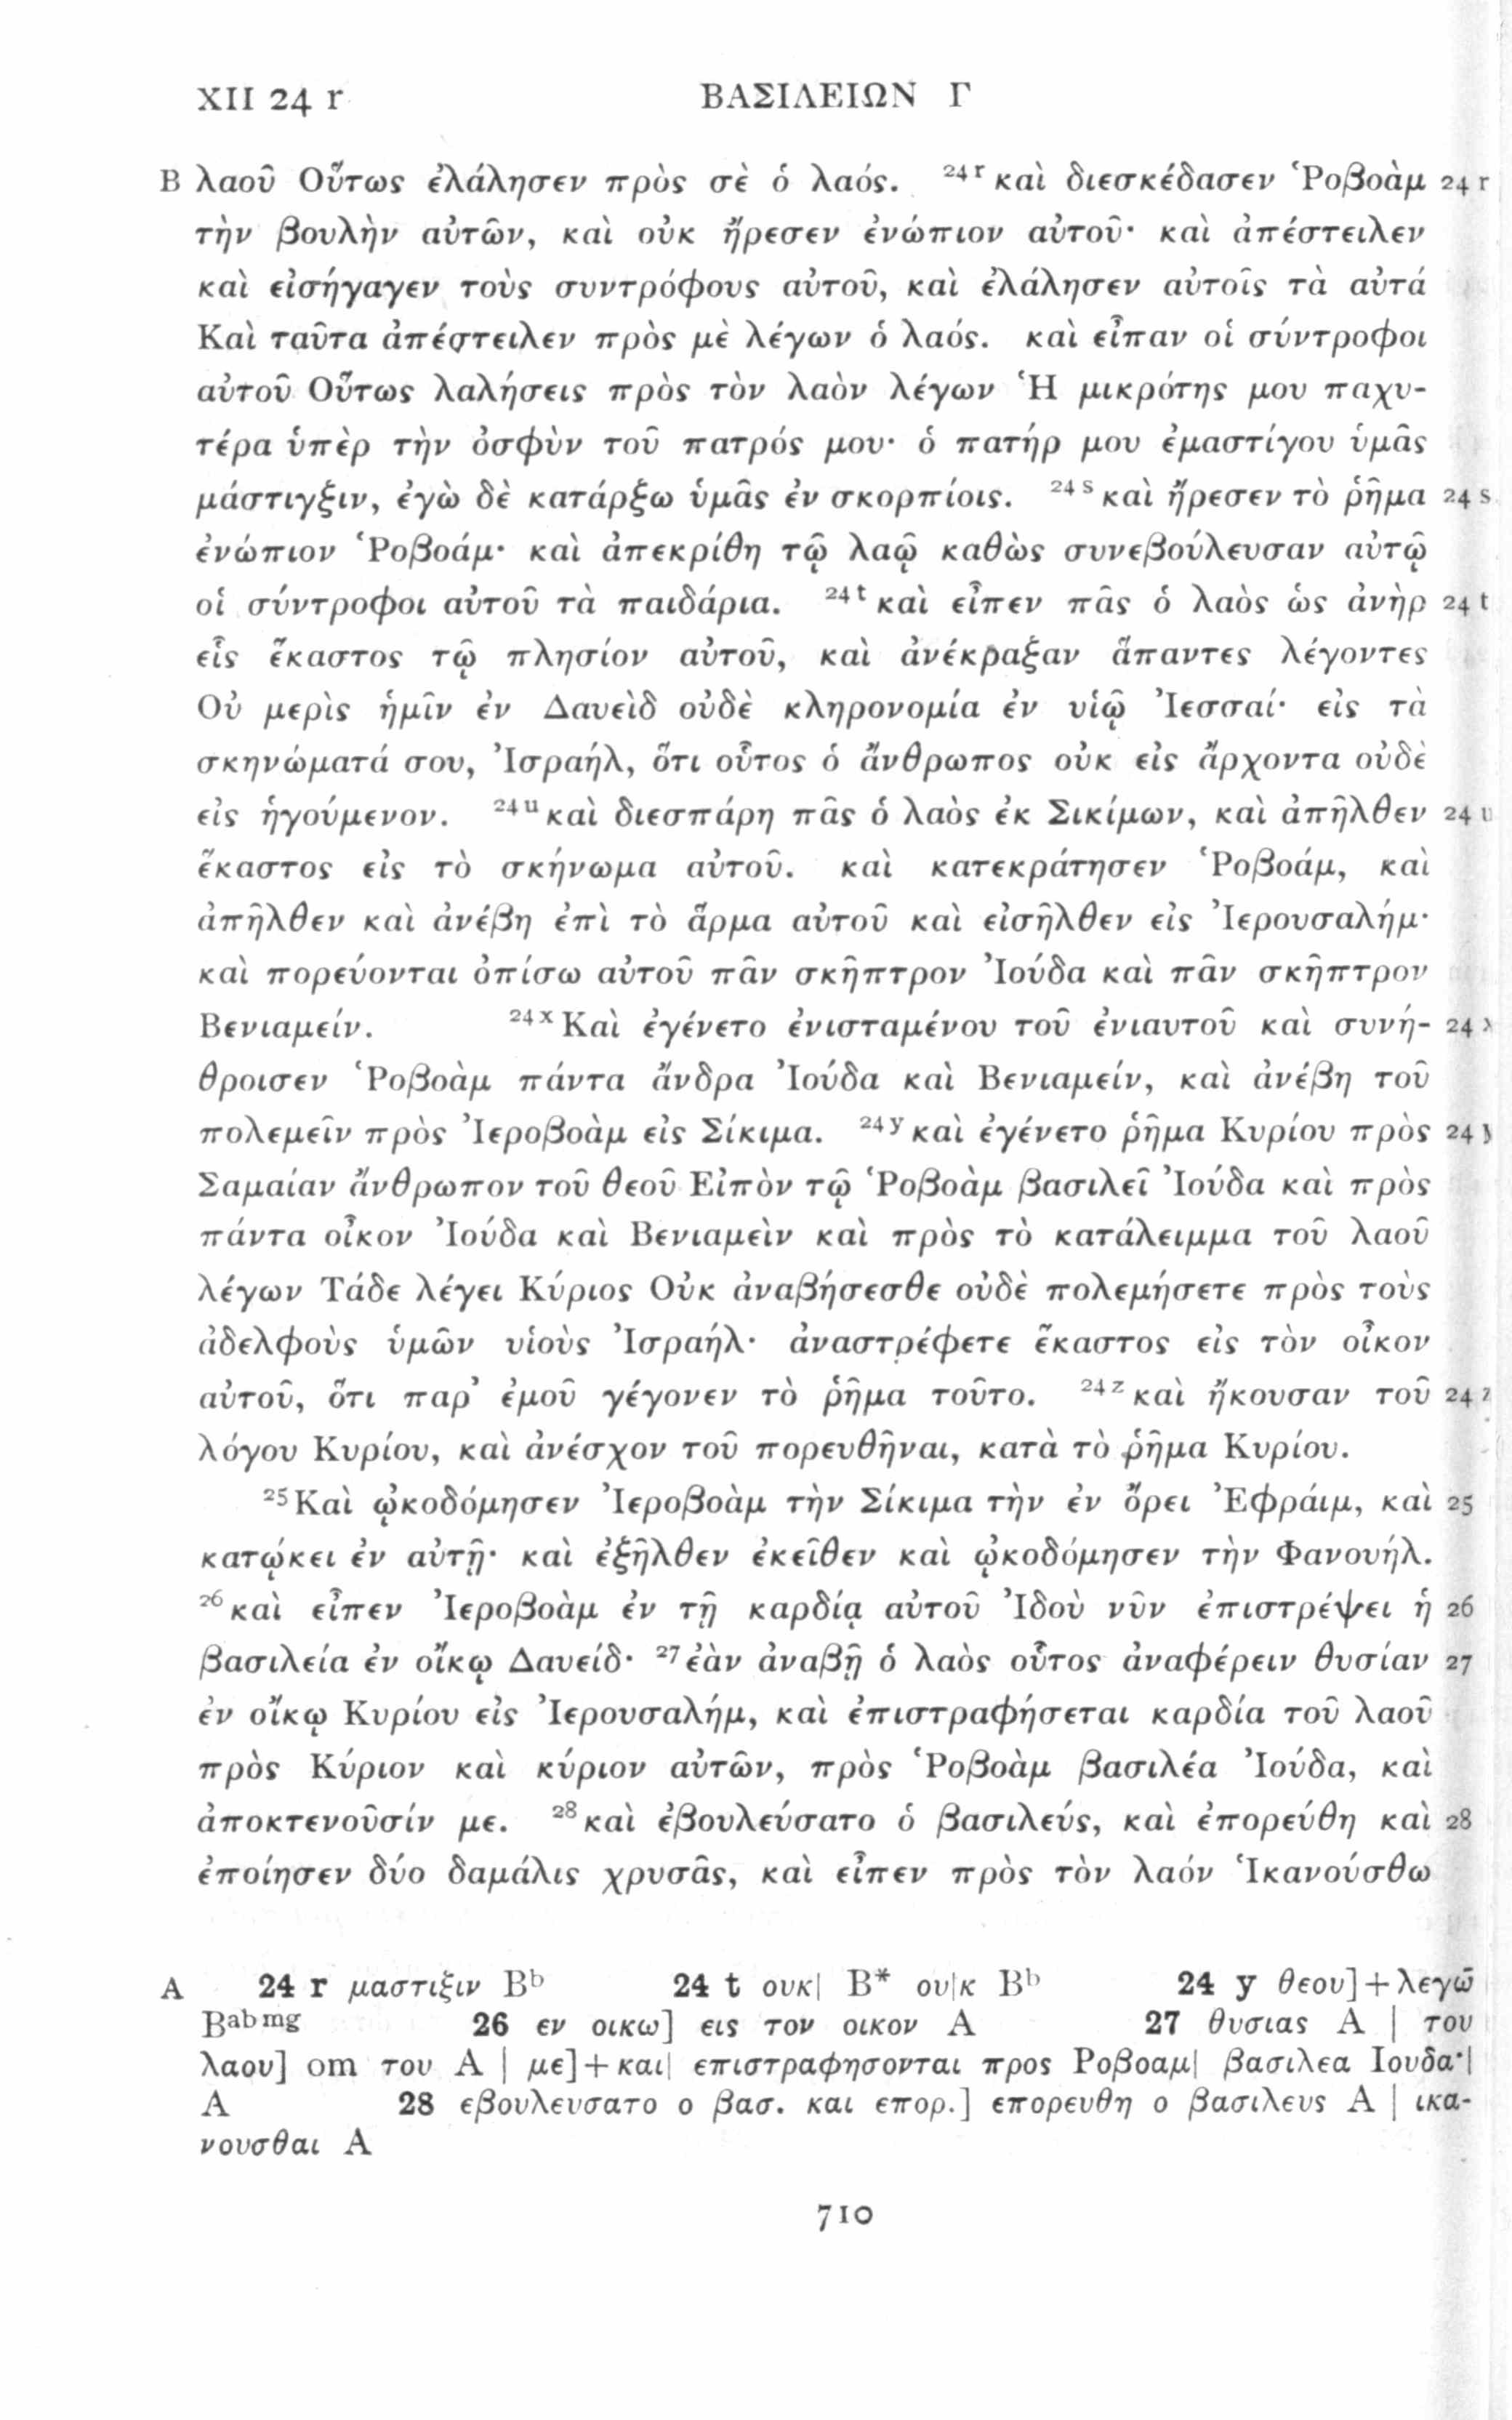 XII 24 r ΒΑΣΙΛΕΙΩΝ Γ
B λαοῦ Οὕτως ἐλάλησεν πρὸς σὲ ὁ λαός. 24 r καὶ διεσκέδασεν Ῥοβοὰμ 24 r
τὴν βουλὴν αὐτῶν, καὶ οὐκ ἤρεσεν ἐνώπιον αὐτοῦ· καὶ ἀπέστειλεν
καὶ εἰσήγαγεν τοὺς συντρόφους αὐτοῦ, καὶ ἐλάλησεν αὐτοῖς τὰ αὐτά
Καὶ ταῦτα ἀπέστειλεν πρὸς μὲ λέγων ὁ λαός. καὶ εἶπαν οἱ σύντροφοι
αὐτοῦ Οὕτως λαλήσεις πρὸς τὸν λαὸν λέγων Ἡ μικρότης μου παχυ-
τέρα ὑπὲρ τὴν ὀσφὺν τοῦ πατρός μου· ὁ πατήρ μου ἐμαστίγου ὑμᾶς
μάστιγξιν, ἐγὼ δὲ κατάρξω ὑμᾶς ἐν σκορπίοις. 24 s καὶ ἤρεσεν τὸ ῥῆμα 24 s
ἐνώπιον Ῥοβοάμ· καὶ ἀπεκρίθη τῷ λαῷ καθὼς συνεβούλευσαν αὐτῷ
οἱ σύντροφοι αὐτοῦ τὰ παιδάρια. 24 t καὶ εἶπεν πᾶς ὁ λαὸς ὡς ἀνὴρ 24 t
εἷς ἕκαστος τῷ πλησίον αὐτοῦ, καὶ ἀνέκραξαν ἅπαντες λέγοντες
Οὐ μερὶς ἡμῖν ἐν Δαυεὶδ οὐδὲ κληρονομία ἐν υἱῷ Ἰεσσαί· εἰς τὰ
σκηνώματά σου, Ἰσραήλ, ὅτι οὗτος ὁ ἄνθρωπος οὐκ εἰς ἄρχοντα οὐδὲ
εἰς ἡγούμενον. 24 u καὶ διεσπάρη πᾶς ὁ λαὸς ἐκ Σικίμων, καὶ ἀπῆλθεν 24 u
ἕκαστος εἰς τὸ σκήνωμα αὐτοῦ. καὶ κατεκράτησεν Ῥοβοάμ, καὶ
ἀπῆλθεν καὶ ἀνέβη ἐπὶ τὸ ἅρμα αὐτοῦ καὶ εἰσῆλθεν εἰς Ἰερουσαλήμ·
καὶ πορεύονται ὀπίσω αὐτοῦ πᾶν σκῆπτρον Ἰούδα καὶ πᾶν σκῆπτρον
Βενιαμείν. 24 x Καὶ ἐγένετο ἐνισταμένου τοῦ ἐνιαυτοῦ καὶ συνή- 24 x
θροισεν Ῥοβοὰμ πάντα ἄνδρα Ἰούδα καὶ Βενιαμείν, καὶ ἀνέβη τοῦ
πολεμεῖν πρὸς Ἰεροβοὰμ εἰς Σίκιμα. 24 y καὶ ἐγένετο ῥῆμα Κυρίου πρὸς 24 y
Σαμαίαν ἄνθρωπον τοῦ θεοῦ Εἰπὸν τῷ Ῥοβοὰμ βασιλεῖ Ἰούδα καὶ πρὸς
πάντα οἶκον Ἰούδα καὶ Βενιαμεὶν καὶ πρὸς τὸ κατάλειμμα τοῦ λαοῦ
λέγων Τάδε λέγει Κύριος Οὐκ ἀναβήσεσθε οὐδὲ πολεμήσετε πρὸς τοὺς
ἀδελφοὺς ὑμῶν υἱοὺς Ἰσραήλ· ἀναστρέφετε ἕκαστος εἰς τὸν οἶκον
αὐτοῦ, ὅτι παρ’ ἐμοῦ γέγονεν τὸ ῥῆμα τοῦτο. 24 z καὶ ἤκουσαν τοῦ 24 z
λόγου Κυρίου, καὶ ἀνέσχον τοῦ πορευθῆναι, κατὰ τὸ ῥῆμα Κυρίου.
25 Καὶ ᾠκοδόμησεν Ἰεροβοὰμ τὴν Σίκιμα τὴν ἐν ὄρει Ἐφράιμ, καὶ 25
κατῴκει ἐν αὐτῇ· καὶ ἐξῆλθεν ἐκεῖθεν καὶ ᾠκοδόμησεν τὴν Φανουήλ.
26 καὶ εἶπεν Ἰεροβοὰμ ἐν τῇ καρδίᾳ αὐτοῦ Ἰδοὺ νῦν ἐπιστρέψει ἡ 26
βασιλεία ἐν οἴκῳ Δαυείδ· 27 ἐὰν ἀναβῇ ὁ λαὸς οὗτος ἀναφέρειν θυσίαν 27
ἐν οἴκῳ Κυρίου εἰς Ἰερουσαλήμ, καὶ ἐπιστραφήσεται καρδία τοῦ λαοῦ
πρὸς Κύριον καὶ κύριον αὐτῶν, πρὸς Ῥοβοὰμ βασιλέα Ἰούδα, καὶ
ἀποκτενοῦσίν με. 28 καὶ ἐβουλεύσατο ὁ βασιλεύς, καὶ ἐπορεύθη καὶ 28
ἐποίησεν δύο δαμάλις χρυσᾶς, καὶ εἶπεν πρὸς τὸν λαόν Ἱκανούσθω
A 24 r μαστιξιν Bᵇ 24 t ουκ| B* ου|κ Bᵇ 24 y θεου]+λεγω̄
Bᵃᵇᵐᵍ 26 εν οικω] εις τον οικον A 27 θυσιας A | του
λαου] om του A | με]+και| επιστραφησονται προς Ροβοαμ| βασιλεα Ιουδα·|
A 28 εβουλευσατο ο βασ. και επορ.] επορευθη ο βασιλευς A | ικα-
νουσθαι A
710